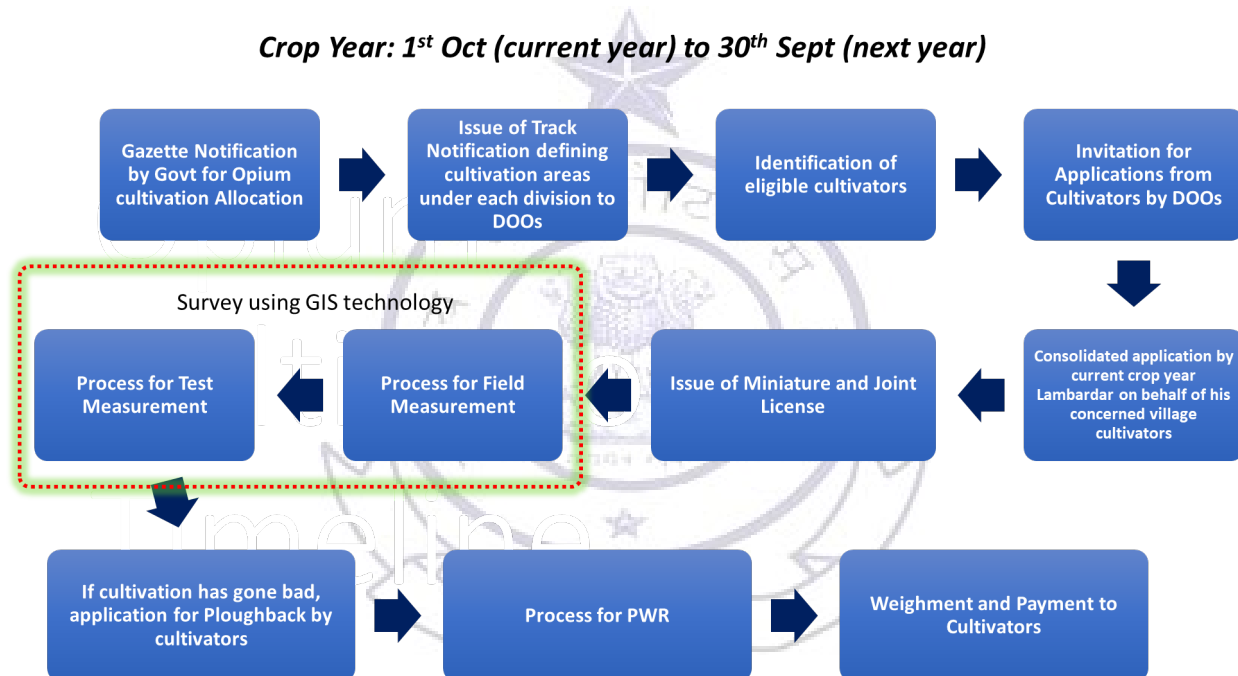 Crop Year: 1st Oct (current year) to 30th Sept (next year)
Gazette Notification
by Govt for Opium
cultivation Allocation
Issue of Track
Notification defining
cultivation areas
under each division to
DOOs
Identification of
eligible cultivators
Invitation for
Applications from
Cultivators by DOOs
Consolidated application by
current crop year
Lambardar on behalf of his
concerned village
cultivators
Issue of Miniature and Joint
License
Survey using GIS technology
Process for Field
Measurement
Process for Test
Measurement
If cultivation has gone bad,
application for Ploughback by
cultivators
Process for PWR
Weighment and Payment to
Cultivators
Opium
Timeline